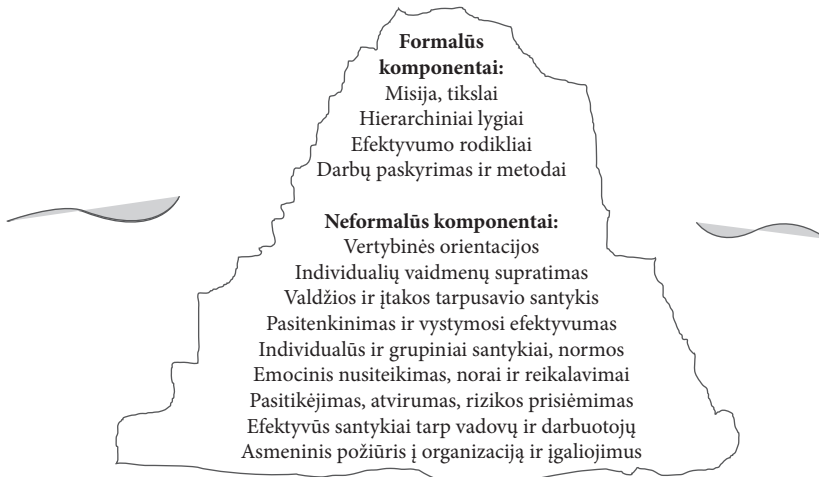 Formalūs
komponentai:
Misija, tikslai
Hierarchiniai lygiai
Efektyvumo rodikliai
Darbų paskyrimas ir metodai
Neformalūs komponentai:
Vertybinės orientacijos
Individualių vaidmenų supratimas
Valdžios ir įtakos tarpusavio santykis
Pasitenkinimas ir vystymosi efektyvumas
Individualūs ir grupiniai santykiai, normos
Emocinis nusiteikimas, norai ir reikalavimai
Pasitikėjimas, atvirumas, rizikos prisiėmimas
Efektyvūs santykiai tarp vadovų ir darbuotojų
Asmeninis požiūris į organizaciją ir įgaliojimus